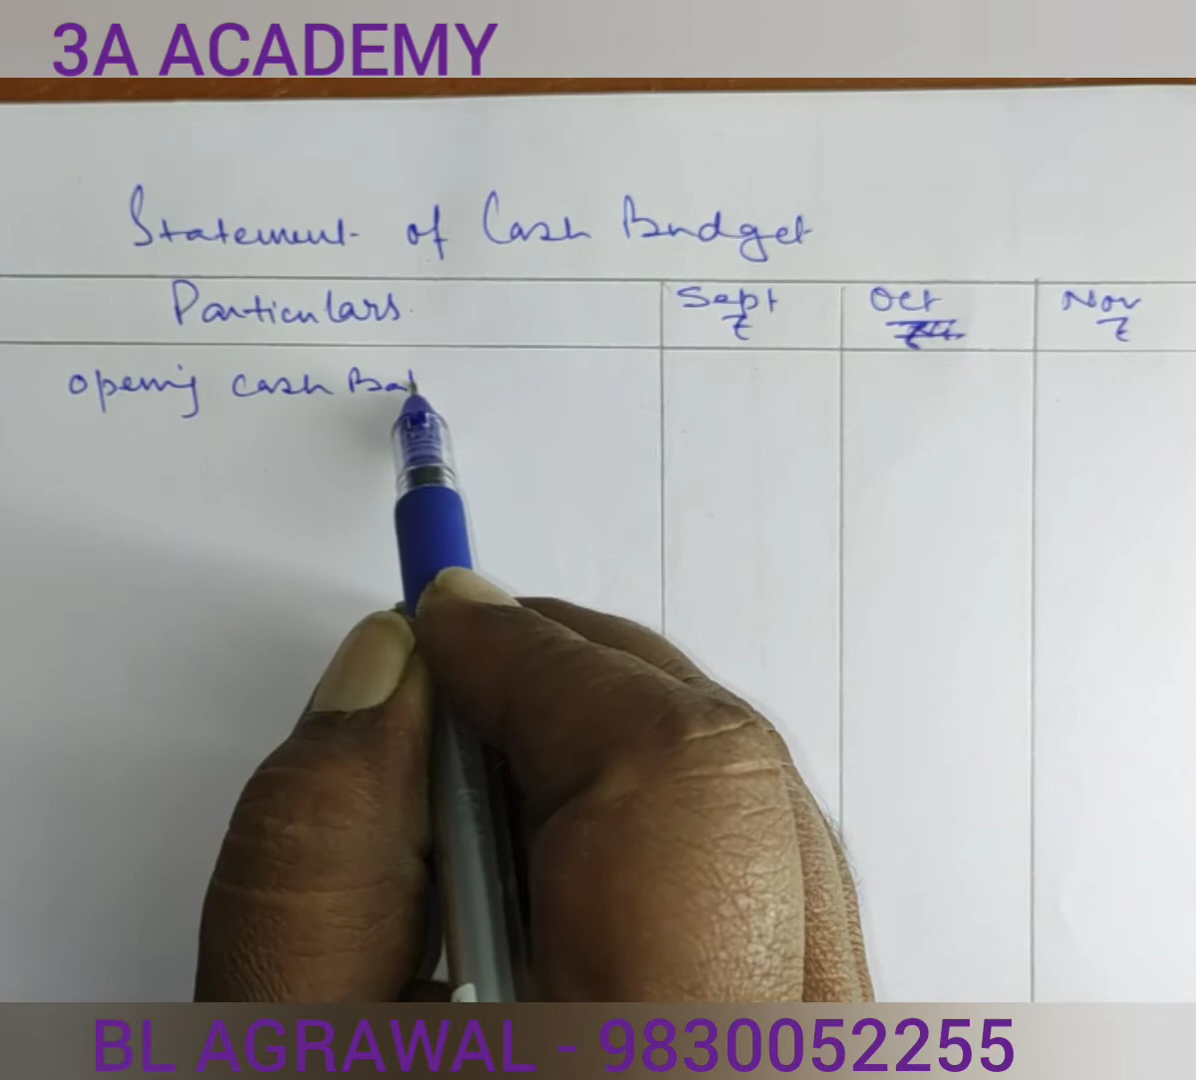 3A ACADEMY
Statement of Cash Budget
Particulars Sept Oct Nov
₹ ₹
Opening cash Bal
BL AGRAWAL - 9830052255